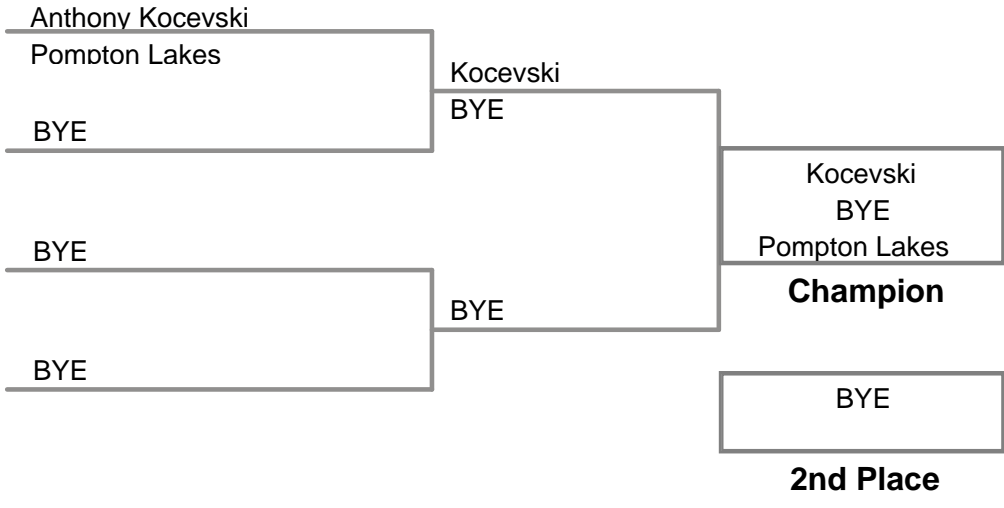 Anthony Kocevski
Pompton Lakes
BYE
Kocevski
BYE
BYE
BYE
BYE
Kocevski
BYE
Pompton Lakes
Champion
BYE
2nd Place